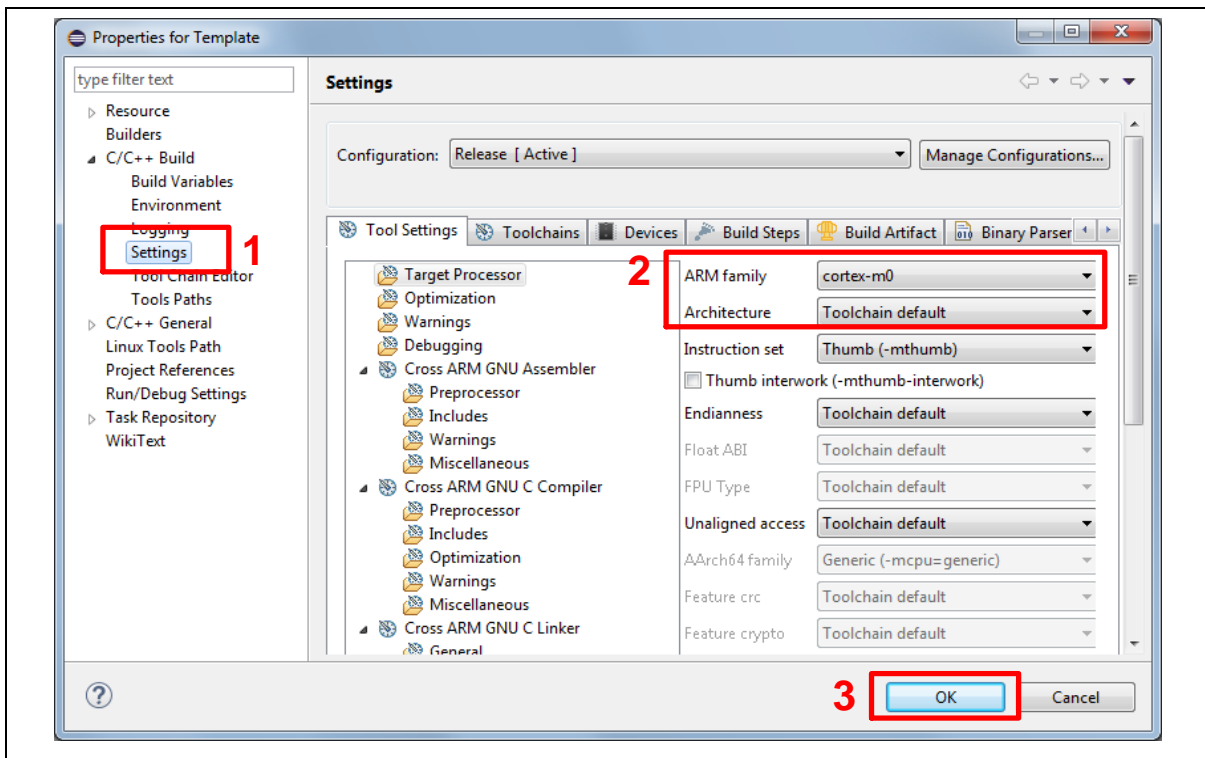 Properties for Template
type filter text
Resource
Builders
C/C++ Build
Build Variables
Environment
Logging
Settings
1
Tool Chain Editor
Tools Paths
C/C++ General
Linux Tools Path
Project References
Run/Debug Settings
Task Repository
WikiText
Settings
Configuration: Release [ Active ] Manage Configurations...
Tool Settings Toolchains Devices Build Steps Build Artifact Binary Parser
2
Target Processor
Optimization
Warnings
Debugging
Cross ARM GNU Assembler
Preprocessor
Includes
Warnings
Miscellaneous
Cross ARM GNU C Compiler
Preprocessor
Includes
Optimization
Warnings
Miscellaneous
Cross ARM GNU C Linker
General
ARM family cortex-m0
Architecture Toolchain default
Instruction set Thumb (-mthumb)
Thumb interwork (-mthumb-interwork)
Endianness Toolchain default
Float ABI Toolchain default
FPU Type Toolchain default
Unaligned access Toolchain default
AArch64 family Generic (-mcpu=generic)
Feature crc Toolchain default
Feature crypto Toolchain default
?
3
OK Cancel